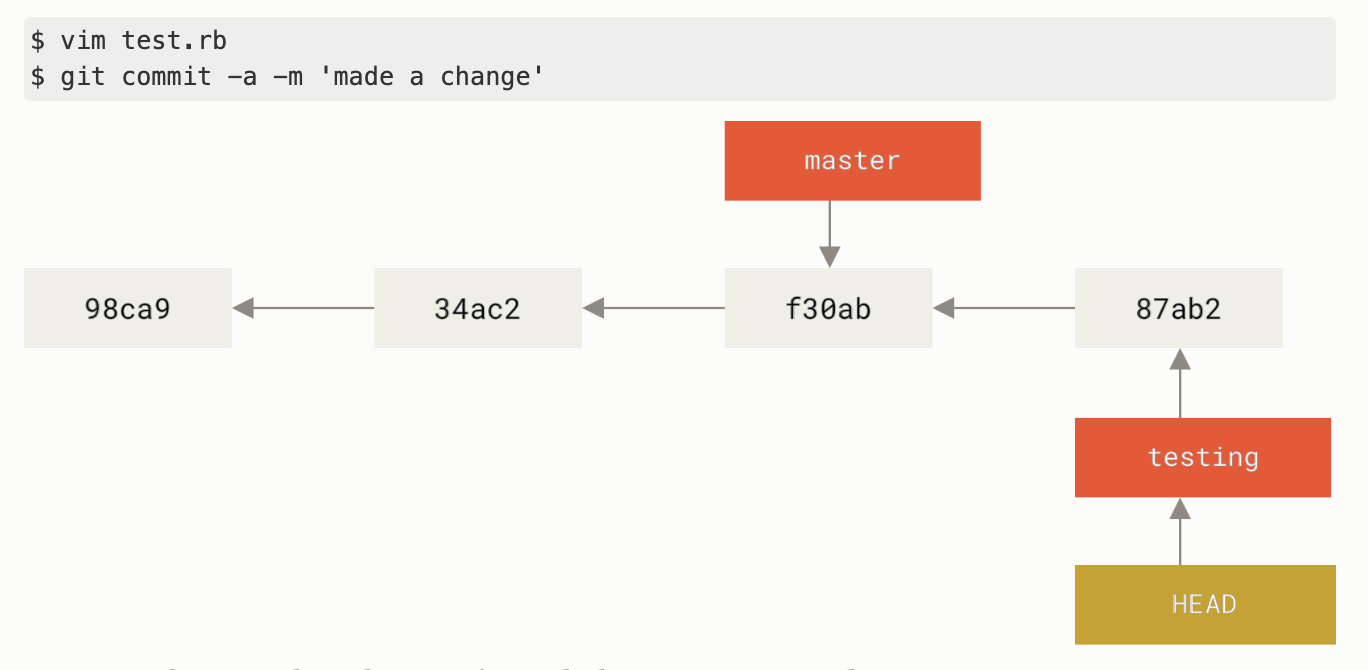 $ vim test.rb
$ git commit -a -m 'made a change'
master
98ca9 34ac2 f30ab 87ab2
testing
HEAD